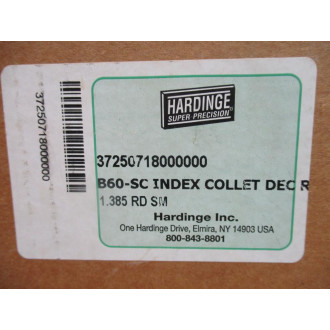 37250718000000
HARDINGE
SUPER PRECISION®
37250718000000
B60-SC INDEX COLLET DEC R
1.385 RD SM
Hardinge Inc.
One Hardinge Drive, Elmira, NY 14903 USA
800-843-8801